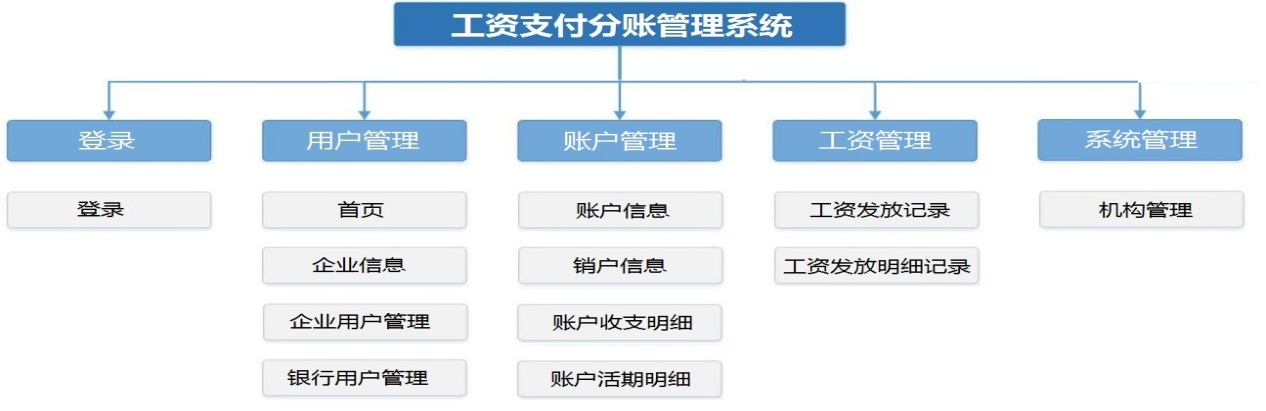 工资支付分账管理系统
登录
用户管理
账户管理
工资管理
系统管理
登录
首页
账户信息
工资发放记录
机构管理
企业信息
销户信息
工资发放明细记录
企业用户管理
账户收支明细
银行用户管理
账户活期明细